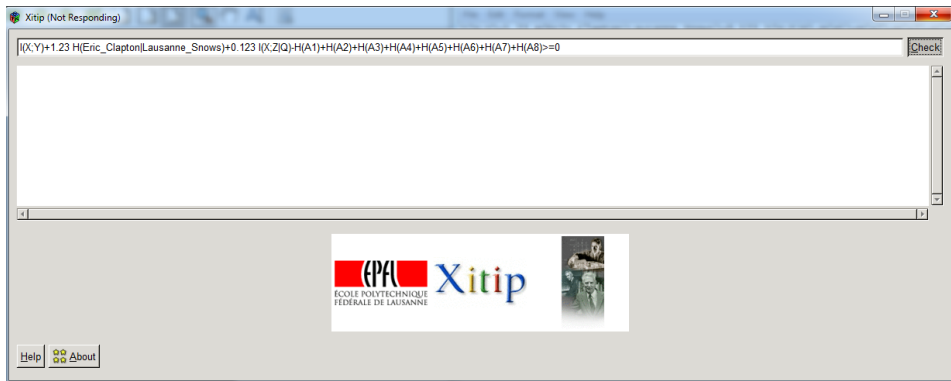 Xitip (Not Responding)
I(X;Y)+1.23 H(Eric_Clapton|Lausanne_Snows)+0.123 I(X;Z|Q)-H(A1)+H(A2)+H(A3)+H(A4)+H(A5)+H(A6)+H(A7)+H(A8)>=0
Check
EPFL
Xitip
ÉCOLE POLYTECHNIQUE
FÉDÉRALE DE LAUSANNE
Help
About